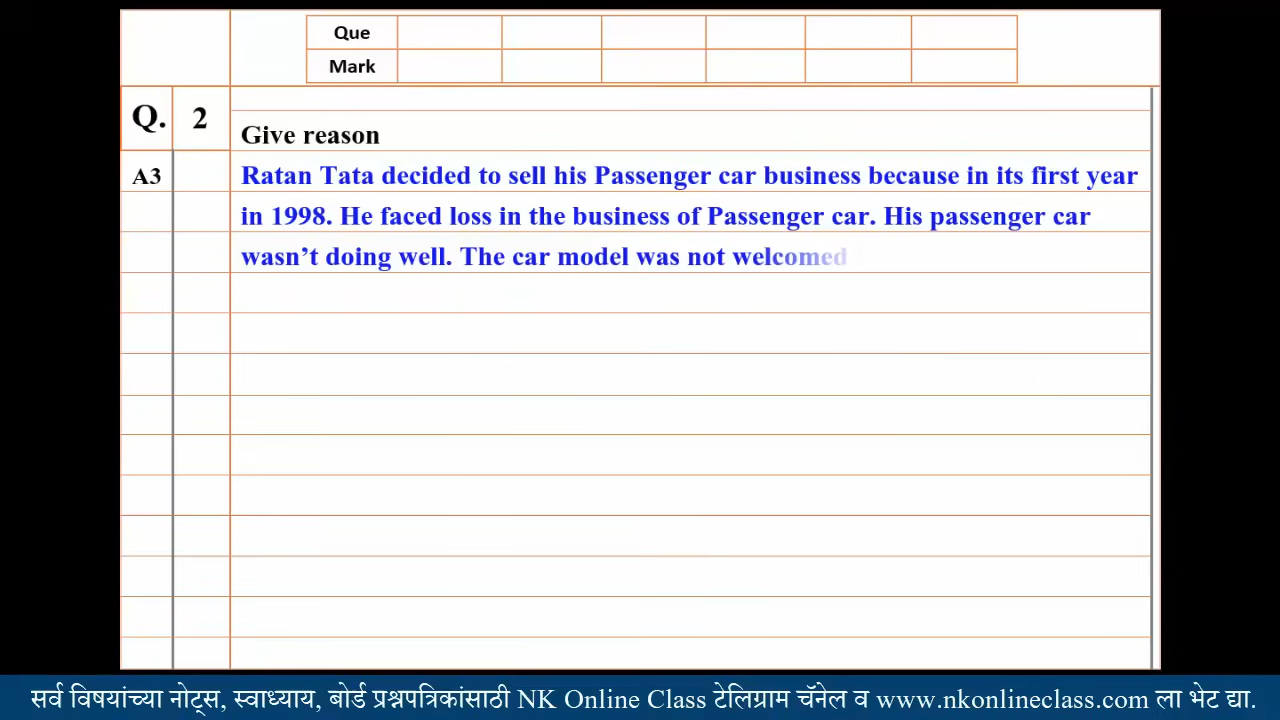 Que
Mark
Q. 2
Give reason
A3 Ratan Tata decided to sell his Passenger car business because in its first year
in 1998. He faced loss in the business of Passenger car. His passenger car
wasn’t doing well. The car model was not welcomed
सर्व विषयांच्या नोट्स, स्वाध्याय, बोर्ड प्रश्नपत्रिकांसाठी NK Online Class टेलिग्राम चॅनेल व www.nkonlineclass.com ला भेट द्या.